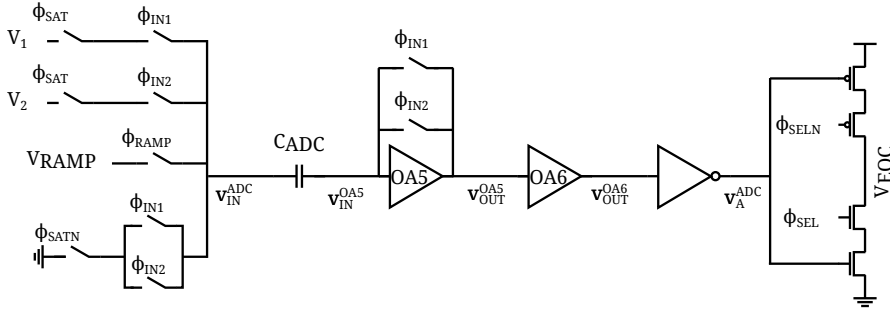 ϕSAT
ϕIN1
V1
ϕSAT
ϕIN2
V2
ϕRAMP
VRAMP
ϕIN1
ϕSATN
ϕIN2
vINADC
CADC
vINOA5
ϕIN1
ϕIN2
OA5
vOUTOA5
OA6
vOUTOA6
vAADC
ϕSELN
ϕSEL
VEOC